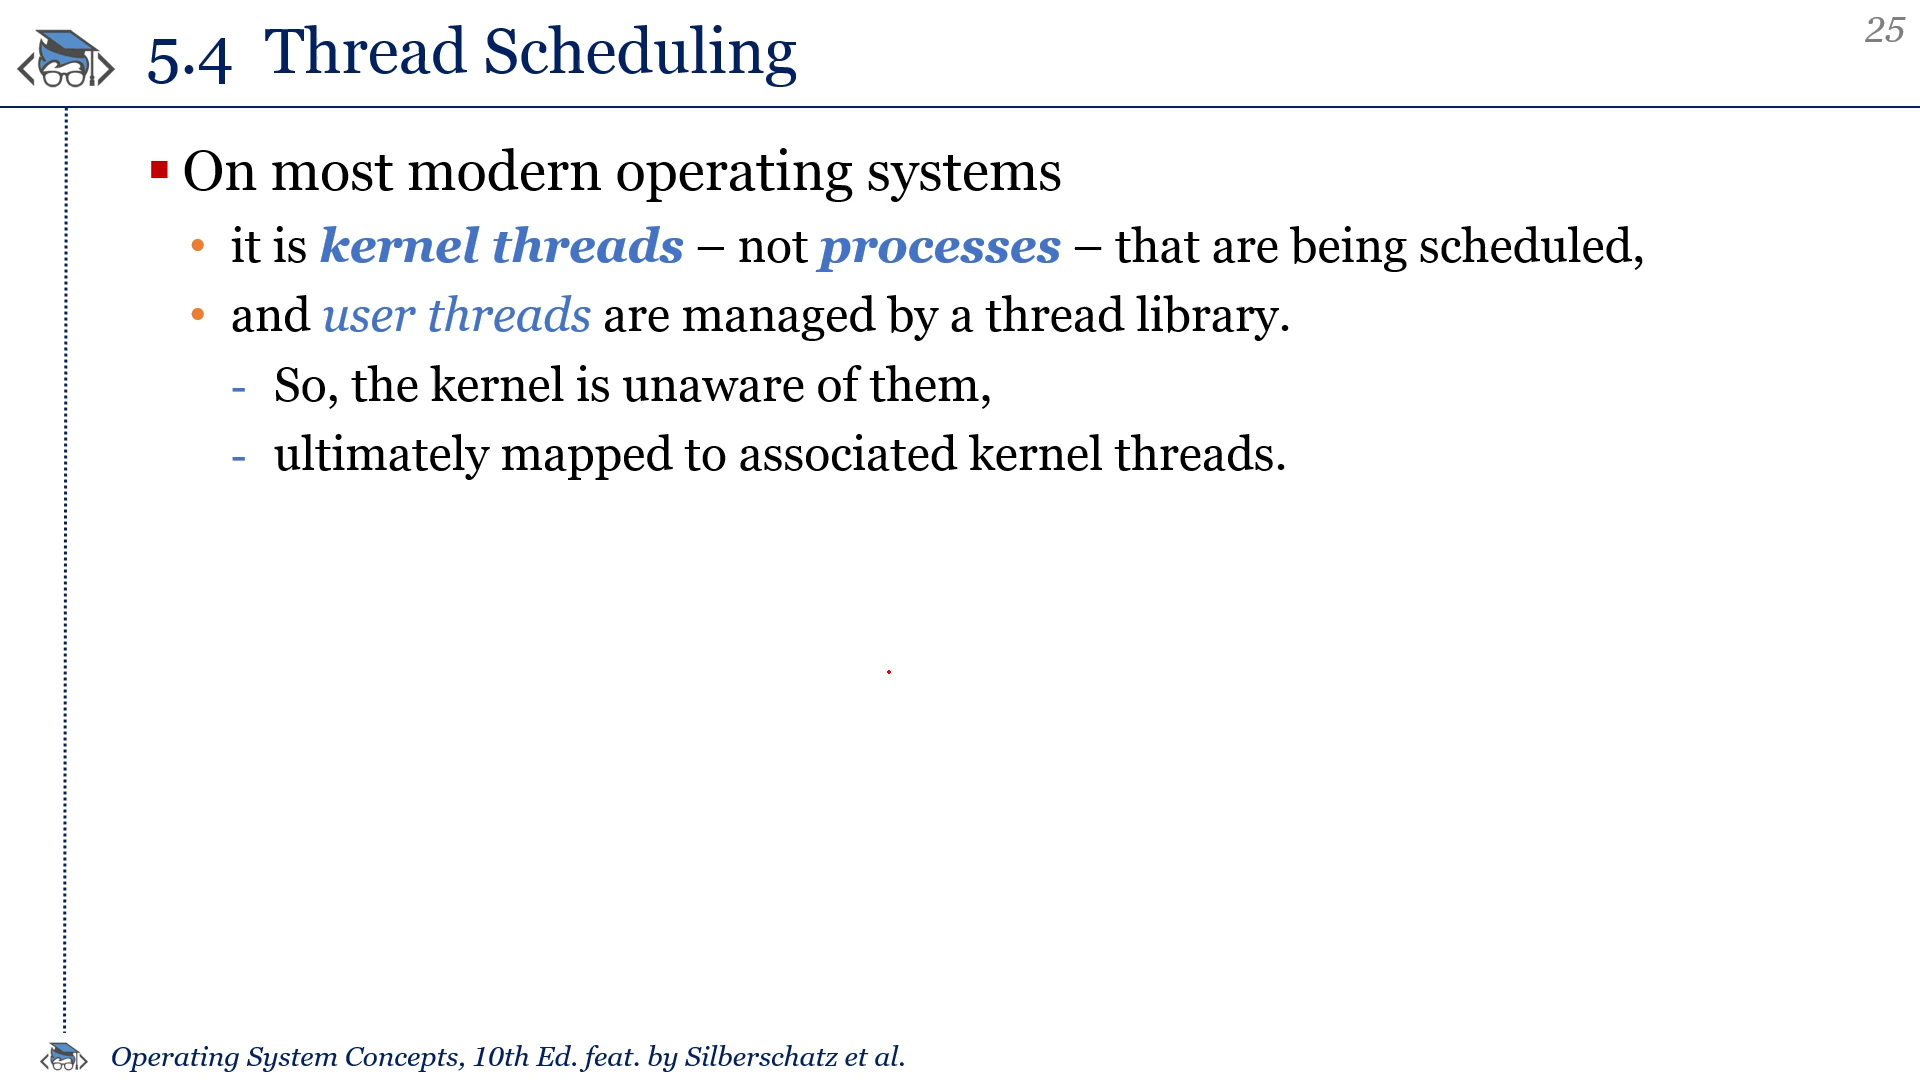 25
5.4 Thread Scheduling
▪ On most modern operating systems
• it is kernel threads – not processes – that are being scheduled,
• and user threads are managed by a thread library.
- So, the kernel is unaware of them,
- ultimately mapped to associated kernel threads.
Operating System Concepts, 10th Ed. feat. by Silberschatz et al.